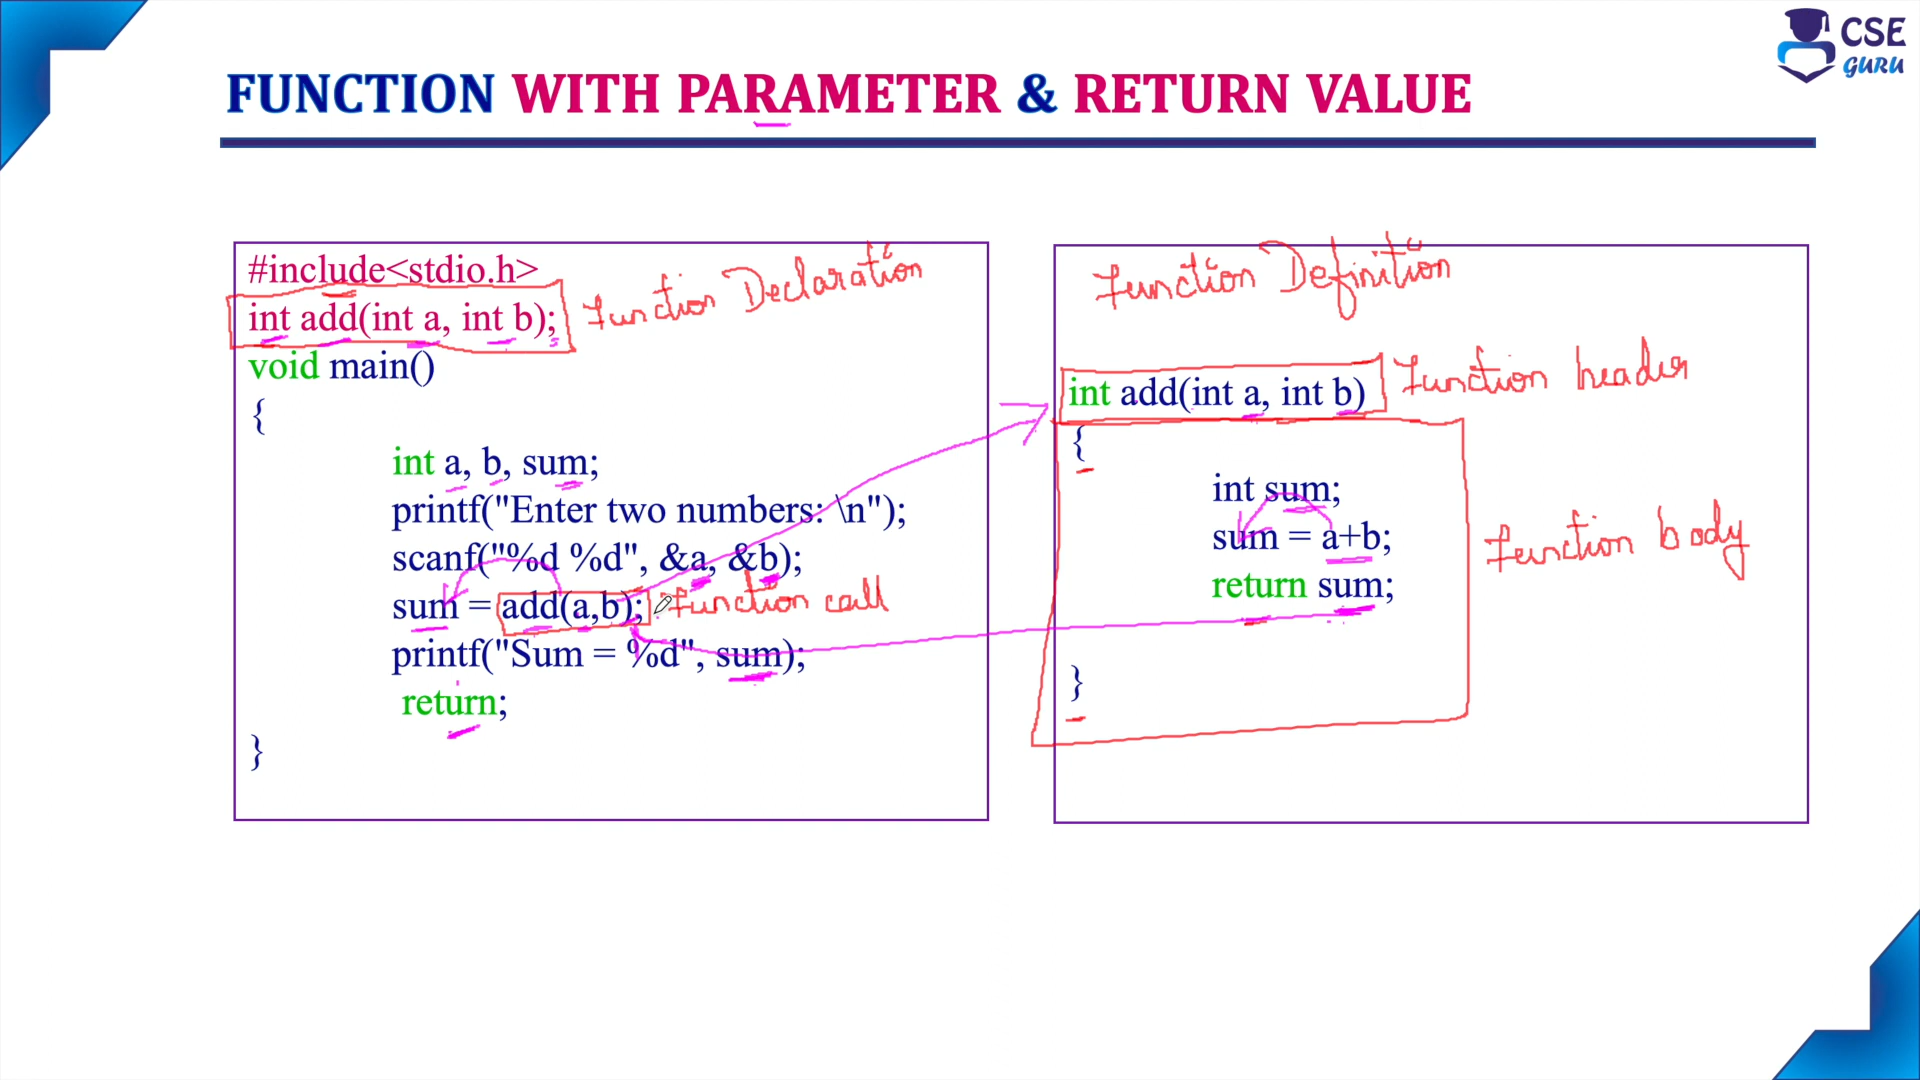 CSE
GURU
FUNCTION WITH PARAMETER & RETURN VALUE
#include<stdio.h>
int add(int a, int b); Function Declaration
void main()
{
int a, b, sum;
printf("Enter two numbers: \n");
scanf("%d %d", &a, &b);
sum = add(a,b); Function call
printf("Sum = %d", sum);
return;
}
Function Definition
int add(int a, int b) Function header
{
int sum;
sum = a+b;
return sum;
Function body
}